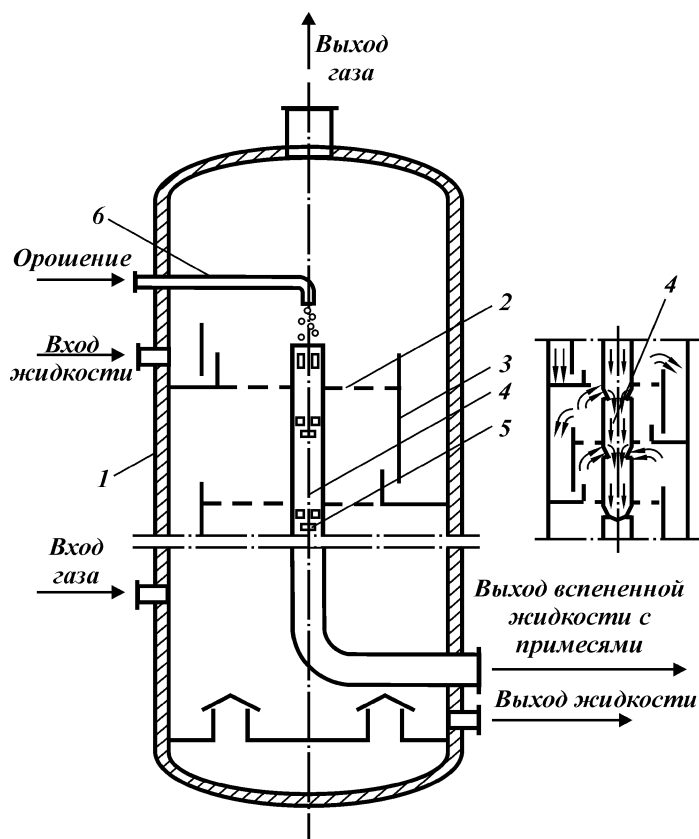 Выход
газа
6
Орошение
2
4
Вход
жидкости
3
4
5
1
Вход
газа
Выход вспененной
жидкости с
примесями
Выход жидкости